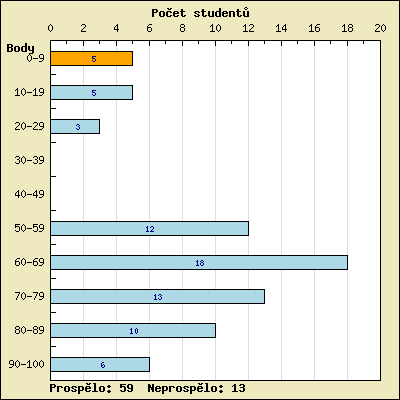 Počet studentů
0 2 4 6 8 10 12 14 16 18 20
Body
0-9 5
10-19 5
20-29 3
30-39
40-49
50-59 12
60-69 18
70-79 13
80-89 10
90-100 6
Prospělo: 59 Neprospělo: 13